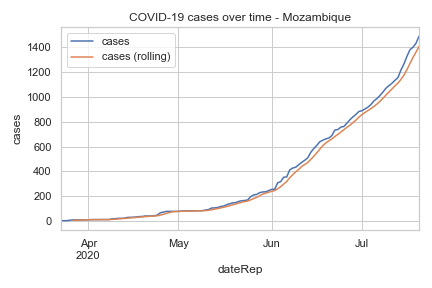 COVID-19 cases over time - Mozambique
cases
cases (rolling)
1400
1200
1000
800
600
400
200
0
cases
Apr
2020
May
Jun
Jul
dateRep